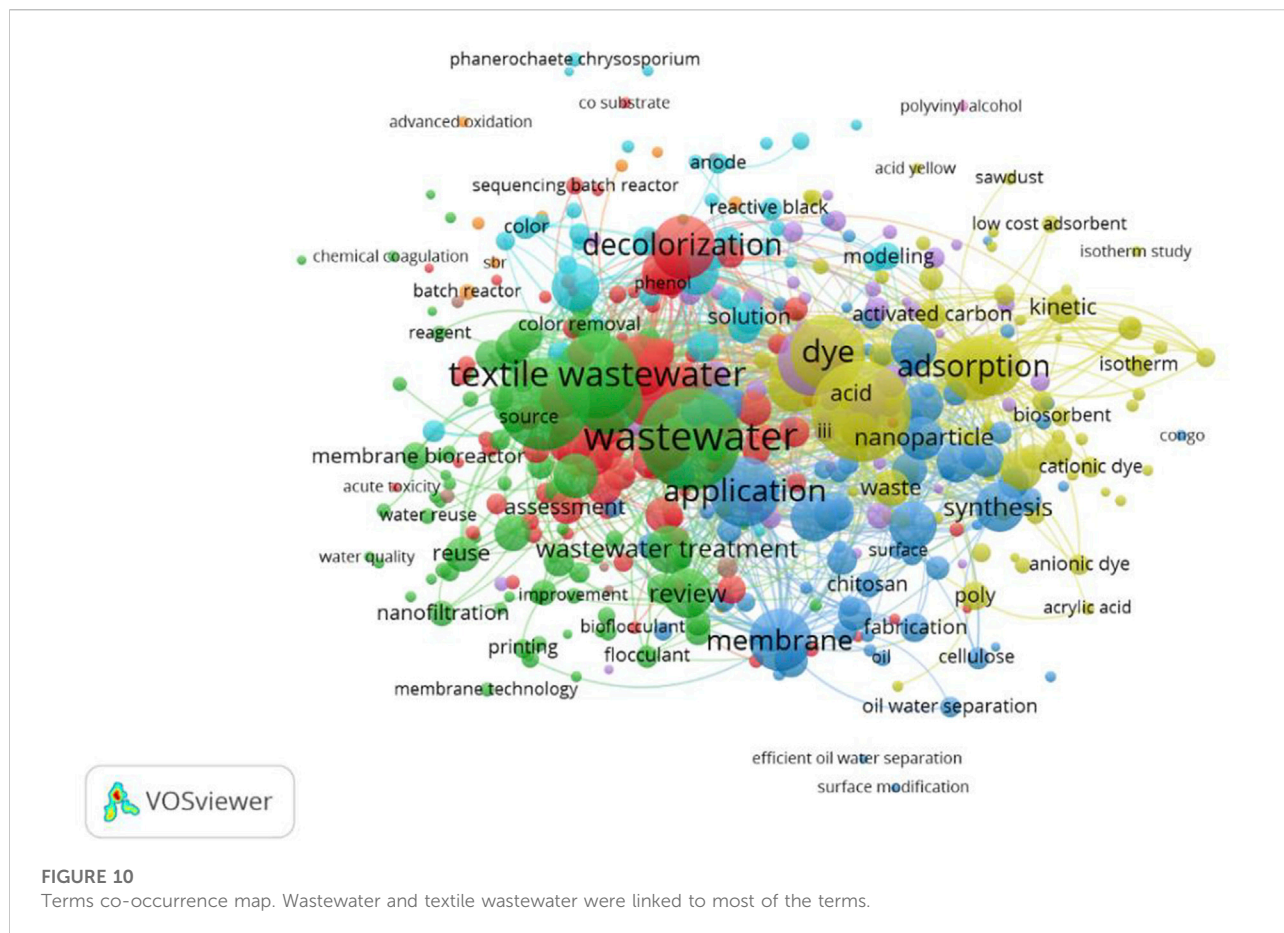 phanerochaete chrysosporium
co substrate
advanced oxidation
polyvinyl alcohol
anode
acid yellow
sawdust
sequencing batch reactor
reactive black
color
low cost adsorbent
decolorization
isotherm study
chemical coagulation
sbr
modeling
phenol
batch reactor
kinetic
activated carbon
solution
color removal
reagent
dye
isotherm
adsorption
textile wastewater
acid
source
biosorbent
iii
wastewater
nanoparticle
congo
membrane bioreactor
cationic dye
acute toxicity
waste
application
assessment
synthesis
water reuse
wastewater treatment
surface
reuse
water quality
anionic dye
chitosan
improvement
review
poly
acrylic acid
nanofiltration
bioflocculant
fabrication
membrane
printing
flocculant
oil
cellulose
membrane technology
oil water separation
efficient oil water separation
surface modification
VOSviewer
FIGURE 10
Terms co-occurrence map. Wastewater and textile wastewater were linked to most of the terms.